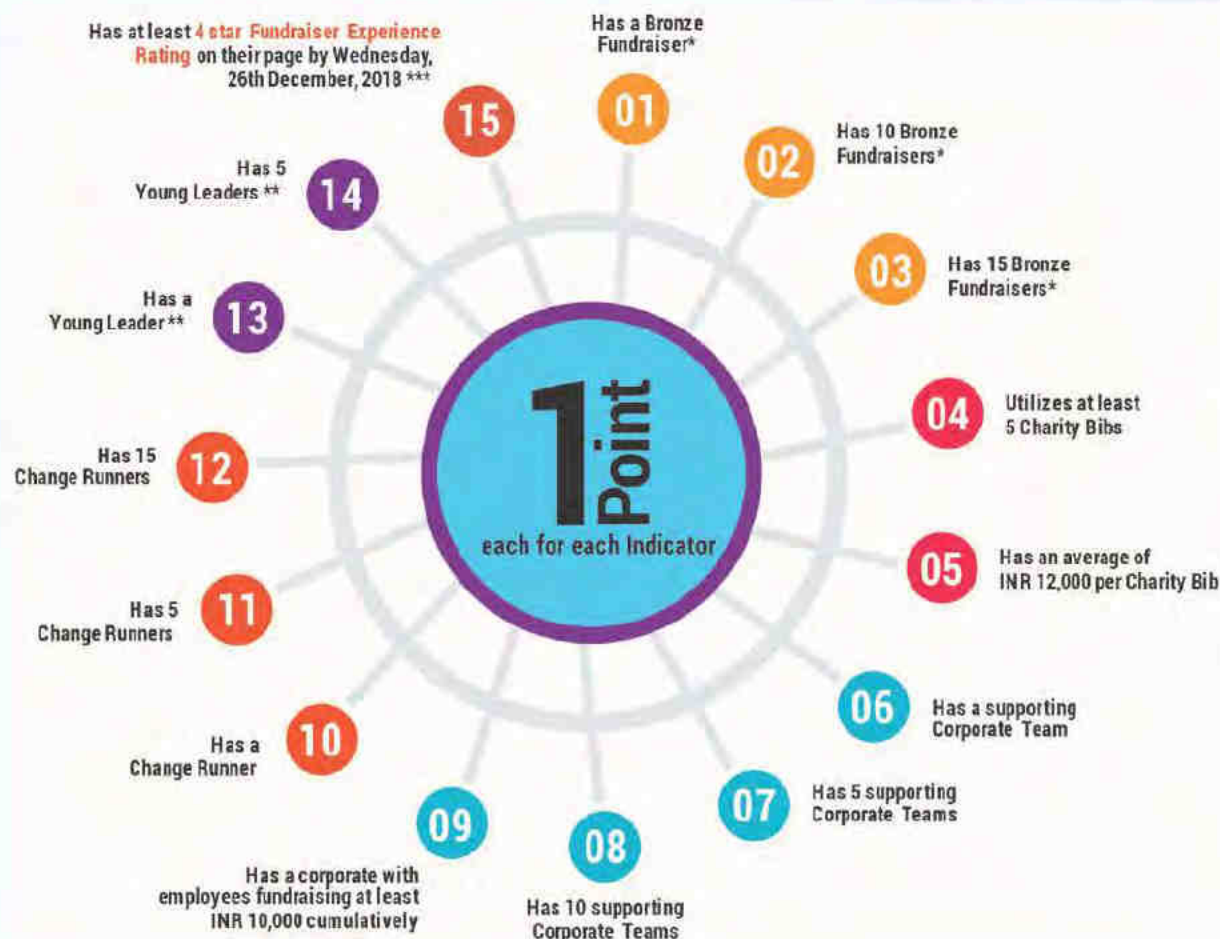 Has at least 4 star Fundraiser Experience
Rating on their page by Wednesday,
26th December, 2018 ***
15
Has a Bronze
Fundraiser*
01
Has 10 Bronze
Fundraisers*
02
Has 15 Bronze
Fundraisers*
03
Utilizes at least
5 Charity Bibs
04
Has an average of
INR 12,000 per Charity Bib
05
Has a supporting
Corporate Team
06
Has 5 supporting
Corporate Teams
07
Has 10 supporting
Corporate Teams
08
Has a corporate with
employees fundraising at least
INR 10,000 cumulatively
09
Has a
Change Runner
10
Has 5
Change Runners
11
Has 15
Change Runners
12
Has a
Young Leader **
13
Has 5
Young Leaders **
14
1 Point
each for each Indicator